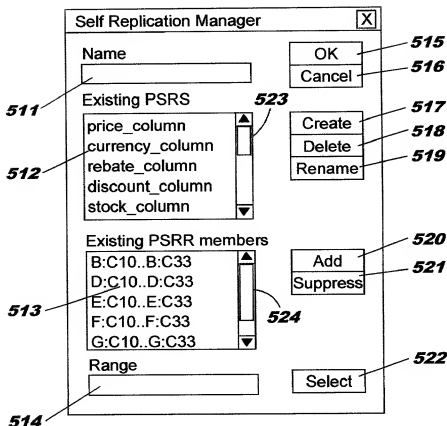 Self Replication Manager X
Name
OK
515
Cancel
516
511
Existing PSRS
523
price_column
currency_column
rebate_column
discount_column
stock_column
512
Create
517
Delete
518
Rename
519
Existing PSRR members
B:C10..B:C33
D:C10..D:C33
E:C10..E:C33
F:C10..F:C33
G:C10..G:C33
513
524
Add
520
Suppress
521
Range
514
Select
522